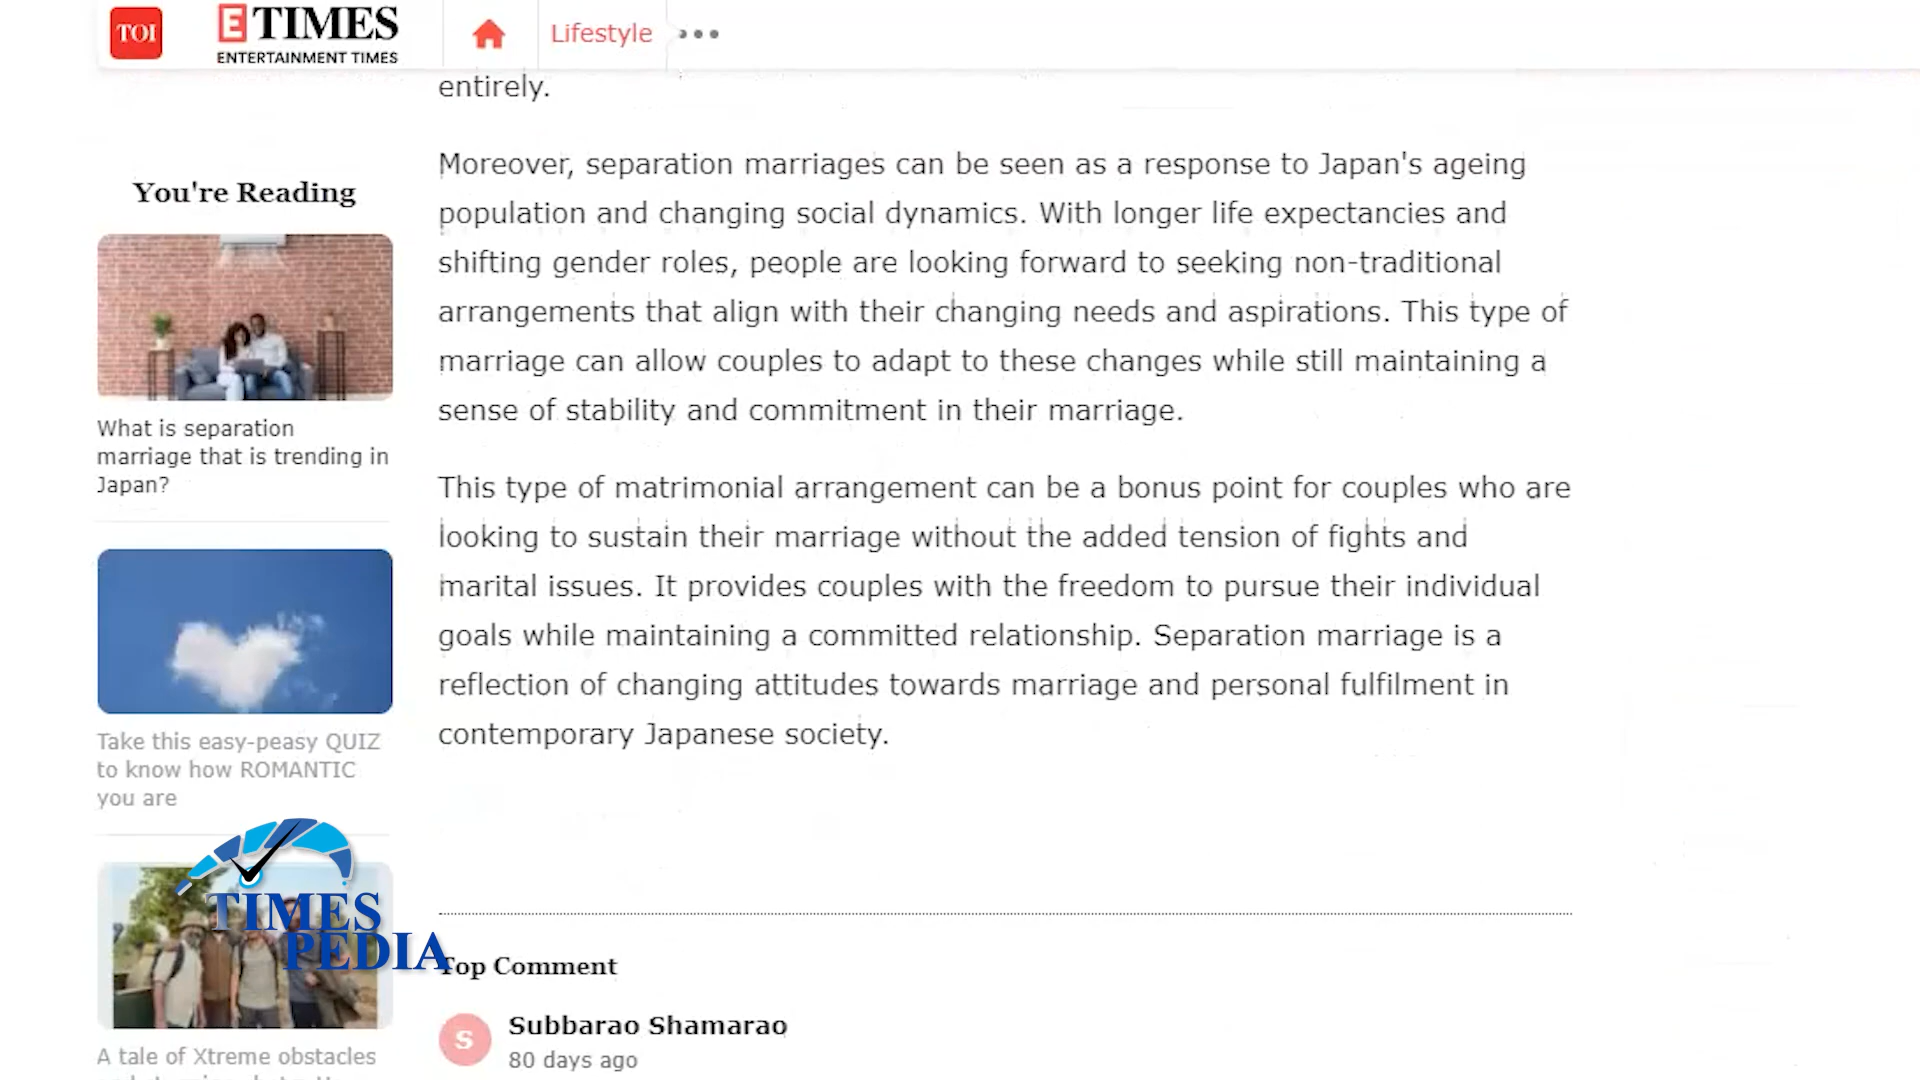 TOI
E TIMES
ENTERTAINMENT TIMES
Lifestyle
entirely.
You're Reading
What is separation
marriage that is trending in
Japan?
Take this easy-peasy QUIZ
to know how ROMANTIC
you are
TIMES
PEDIA
A tale of Xtreme obstacles
Moreover, separation marriages can be seen as a response to Japan's ageing
population and changing social dynamics. With longer life expectancies and
shifting gender roles, people are looking forward to seeking non-traditional
arrangements that align with their changing needs and aspirations. This type of
marriage can allow couples to adapt to these changes while still maintaining a
sense of stability and commitment in their marriage.
This type of matrimonial arrangement can be a bonus point for couples who are
looking to sustain their marriage without the added tension of fights and
marital issues. It provides couples with the freedom to pursue their individual
goals while maintaining a committed relationship. Separation marriage is a
reflection of changing attitudes towards marriage and personal fulfilment in
contemporary Japanese society.
Top Comment
S
Subbarao Shamarao
80 days ago